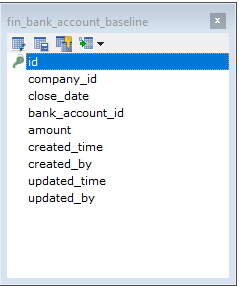 fin_bank_account_baseline
id
company_id
close_date
bank_account_id
amount
created_time
created_by
updated_time
updated_by